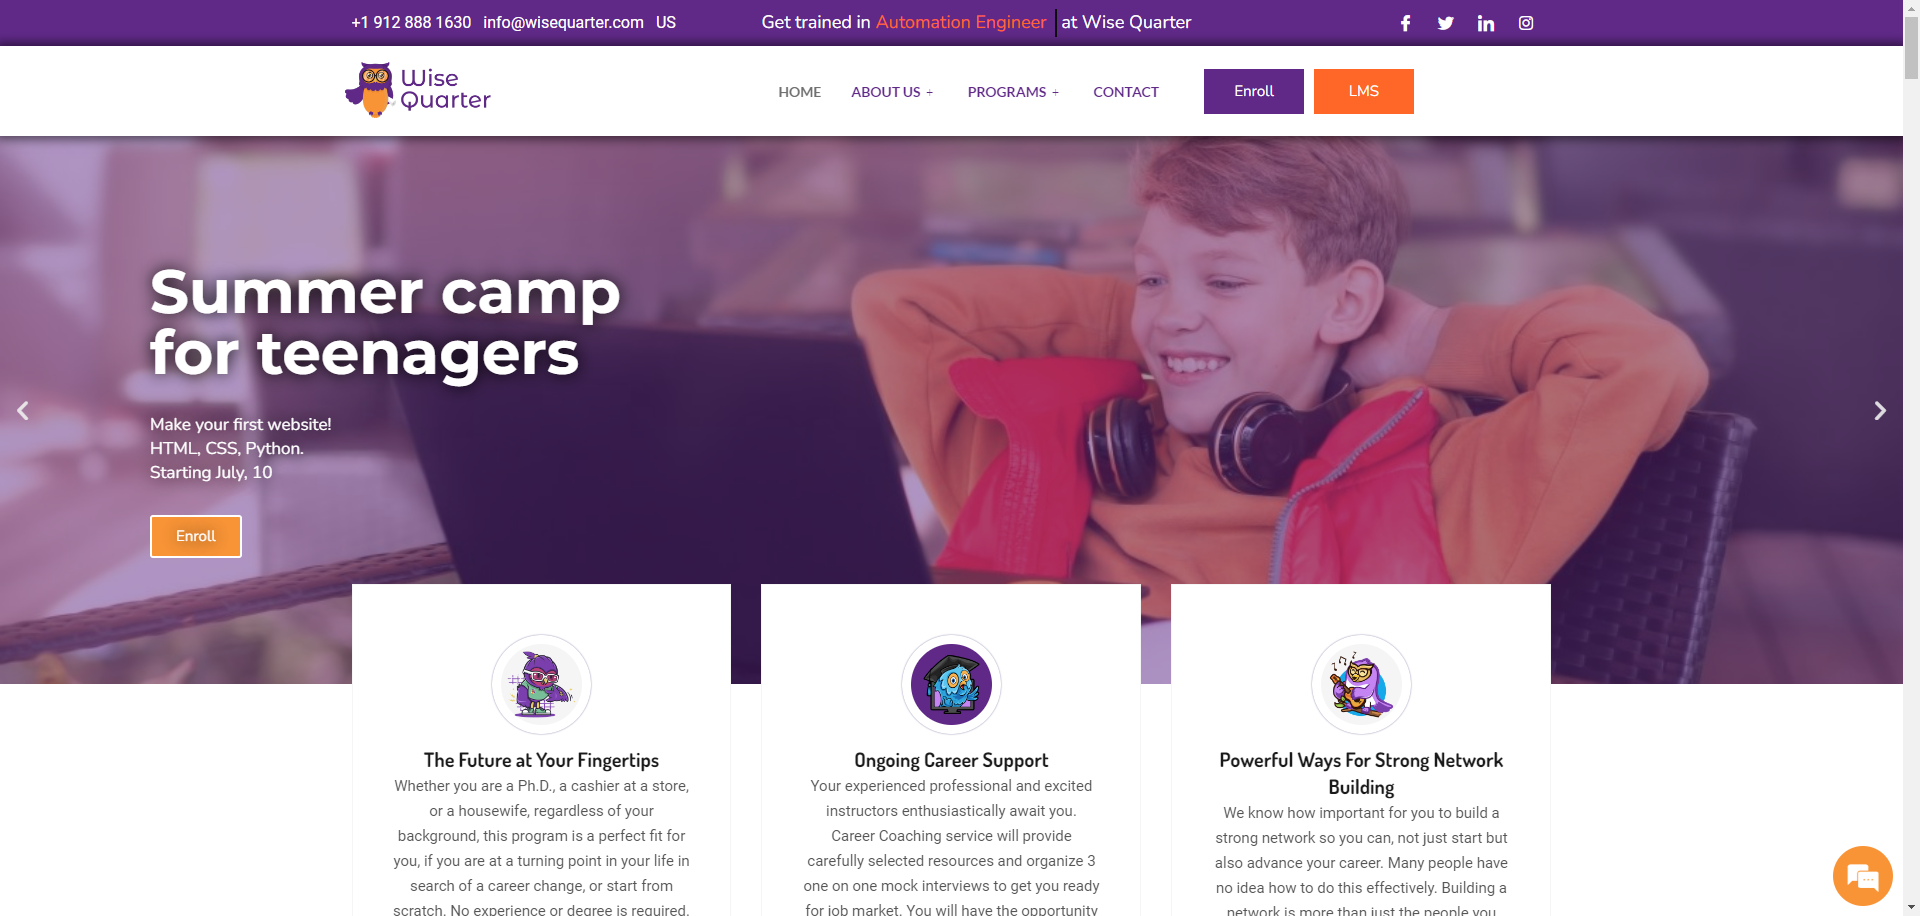 +1 912 888 1630 info@wisequarter.com US
Get trained in Automation Engineer at Wise Quarter
Wise
Quarter
HOME ABOUT US + PROGRAMS + CONTACT Enroll LMS
Summer camp
for teenagers
Make your first website!
HTML, CSS, Python.
Starting July, 10
Enroll
The Future at Your Fingertips
Whether you are a Ph.D., a cashier at a store,
or a housewife, regardless of your
background, this program is a perfect fit for
you, if you are at a turning point in your life in
search of a career change, or start from
scratch. No experience or degree is required.
Ongoing Career Support
Your experienced professional and excited
instructors enthusiastically await you.
Career Coaching service will provide
carefully selected resources and organize 3
one on one mock interviews to get you ready
for job market. You will have the opportunity
Powerful Ways For Strong Network
Building
We know how important for you to build a
strong network so you can, not just start but
also advance your career. Many people have
no idea how to do this effectively. Building a
network is more than just the people you